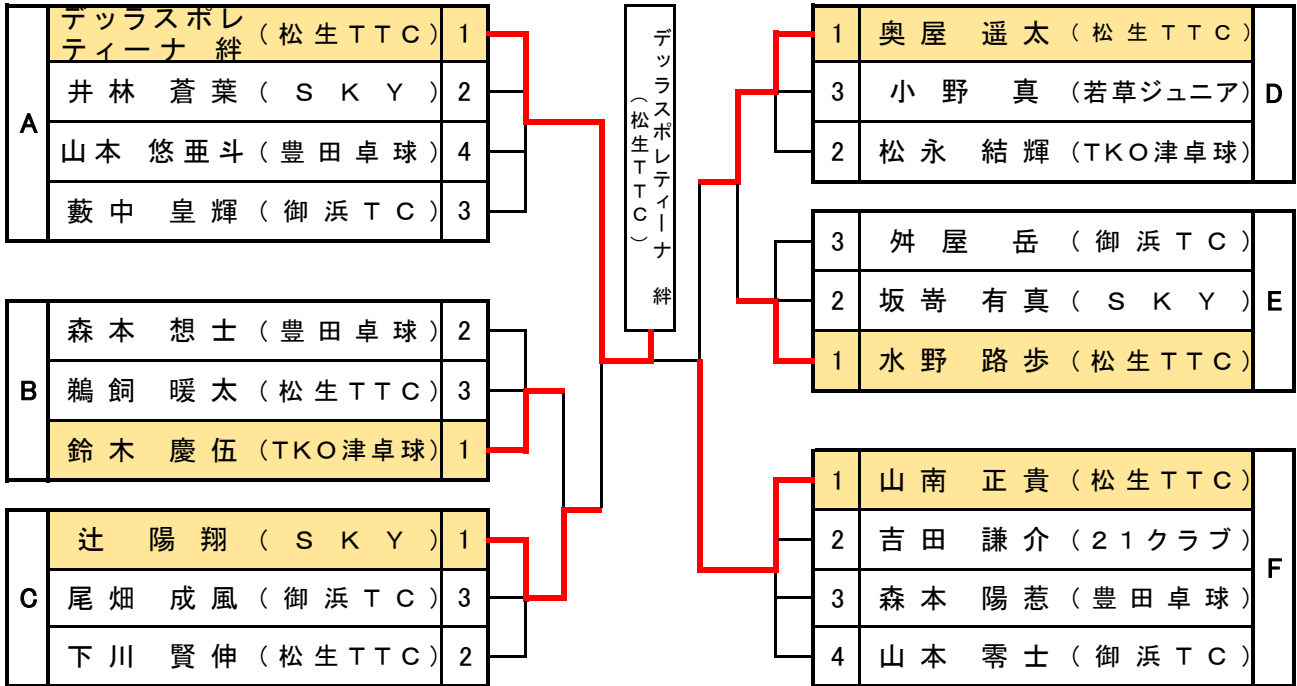 A
デッラスポレ
ティーナ 絆 (松生TTC) 1
井林 蒼葉 (SKY) 2
山本 悠亜斗 (豊田卓球) 4
藪中 皇輝 (御浜TC) 3
B
森本 想士 (豊田卓球) 2
鵜飼 暖太 (松生TTC) 3
鈴木 慶伍 (TKO津卓球) 1
C
辻 陽翔 (SKY) 1
尾畑 成風 (御浜TC) 3
下川 賢伸 (松生TTC) 2
デッラスポレティーナ 絆
(松生TTC)
1 奥屋 遥太 (松生TTC)
3 小野 真 (若草ジュニア)
2 松永 結輝 (TKO津卓球)
D
3 舛屋 岳 (御浜TC)
2 坂嵜 有真 (SKY)
1 水野 路歩 (松生TTC)
E
1 山南 正貴 (松生TTC)
2 吉田 謙介 (21クラブ)
3 森本 陽惹 (豊田卓球)
4 山本 零士 (御浜TC)
F